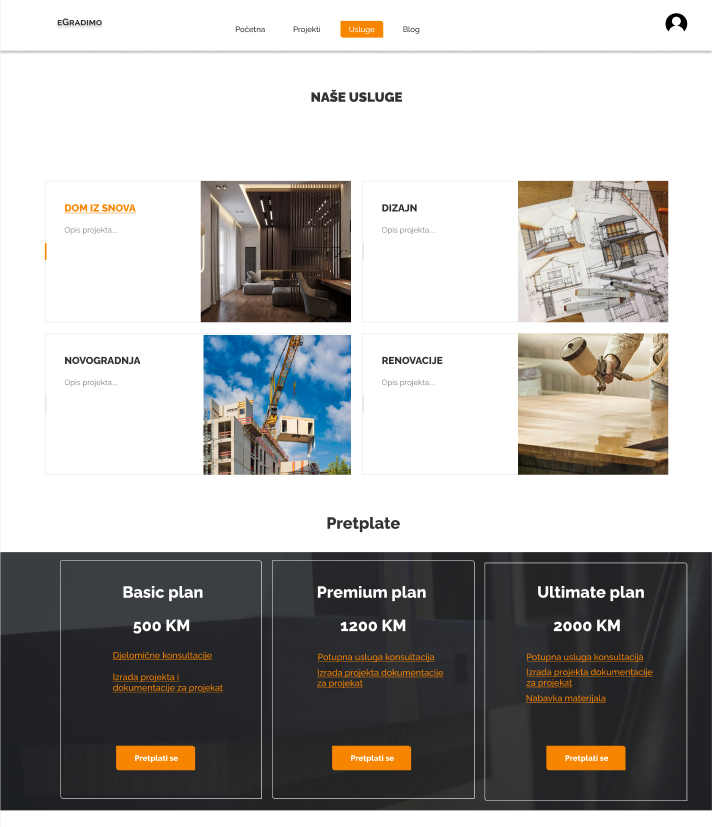 eGradimo
Početna
Projekti
Usluge
Blog
NAŠE USLUGE
DOM IZ SNOVA
Opis projekta...
DIZAJN
Opis projekta...
NOVOGRADNJA
Opis projekta...
RENOVACIJE
Opis projekta...
Pretplate
Basic plan
500 KM
Djelomične konsultacije
Izrada projekta i
dokumentacije za projekat
Pretplati se
Premium plan
1200 KM
Potupna usluga konsultacija
Izrada projekta dokumentacije
za projekat
Pretplati se
Ultimate plan
2000 KM
Potupna usluga konsultacija
Izrada projekta dokumentacije
za projekat
Nabavka materijala
Pretplati se